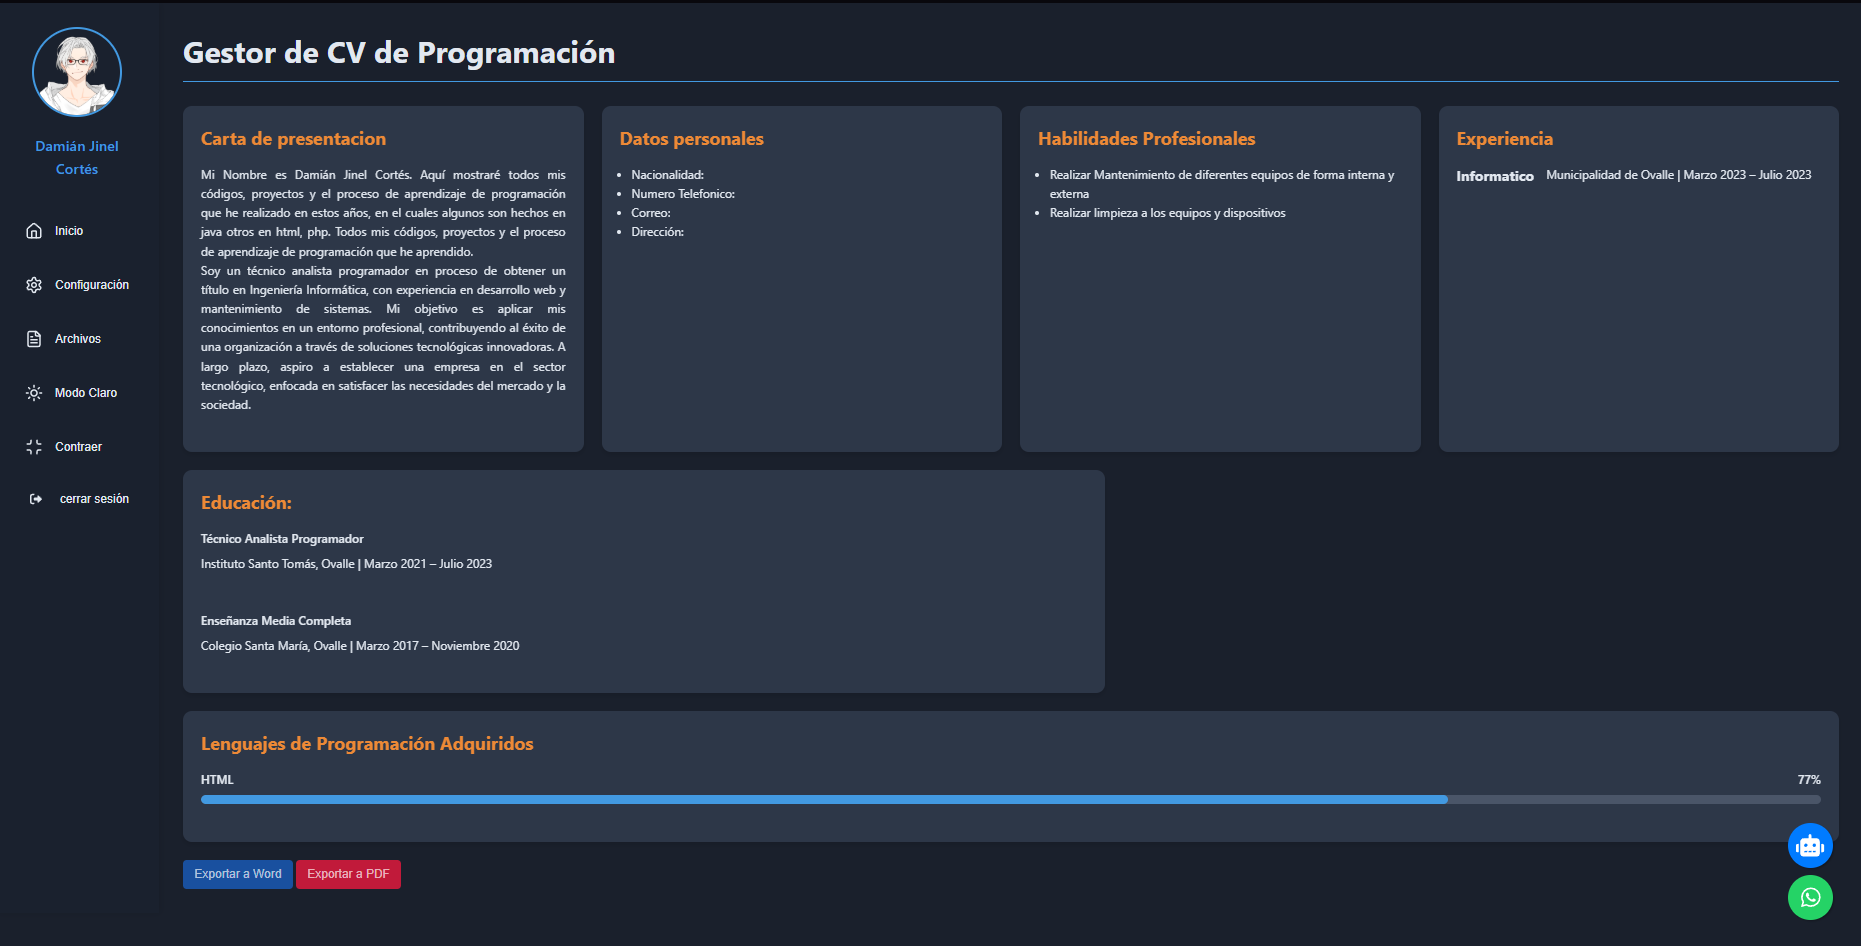 Damián Jinel
Cortés
Inicio
Configuración
Archivos
Modo Claro
Contraer
cerrar sesión
Gestor de CV de Programación
Carta de presentacion
Mi Nombre es Damián Jinel Cortés. Aquí mostraré todos mis
códigos, proyectos y el proceso de aprendizaje de programación
que he realizado en estos años, en el cuales algunos son hechos en
java otros en html, php. Todos mis códigos, proyectos y el proceso
de aprendizaje de programación que he aprendido.
Soy un técnico analista programador en proceso de obtener un
título en Ingeniería Informática, con experiencia en desarrollo web y
mantenimiento de sistemas. Mi objetivo es aplicar mis
conocimientos en un entorno profesional, contribuyendo al éxito de
una organización a través de soluciones tecnológicas innovadoras. A
largo plazo, aspiro a establecer una empresa en el sector
tecnológico, enfocada en satisfacer las necesidades del mercado y la
sociedad.
Datos personales
• Nacionalidad:
• Numero Telefonico:
• Correo:
• Dirección:
Habilidades Profesionales
• Realizar Mantenimiento de diferentes equipos de forma interna y
externa
• Realizar limpieza a los equipos y dispositivos
Experiencia
Informatico Municipalidad de Ovalle | Marzo 2023 – Julio 2023
Educación:
Técnico Analista Programador
Instituto Santo Tomás, Ovalle | Marzo 2021 – Julio 2023
Enseñanza Media Completa
Colegio Santa María, Ovalle | Marzo 2017 – Noviembre 2020
Lenguajes de Programación Adquiridos
HTML 77%
Exportar a Word Exportar a PDF